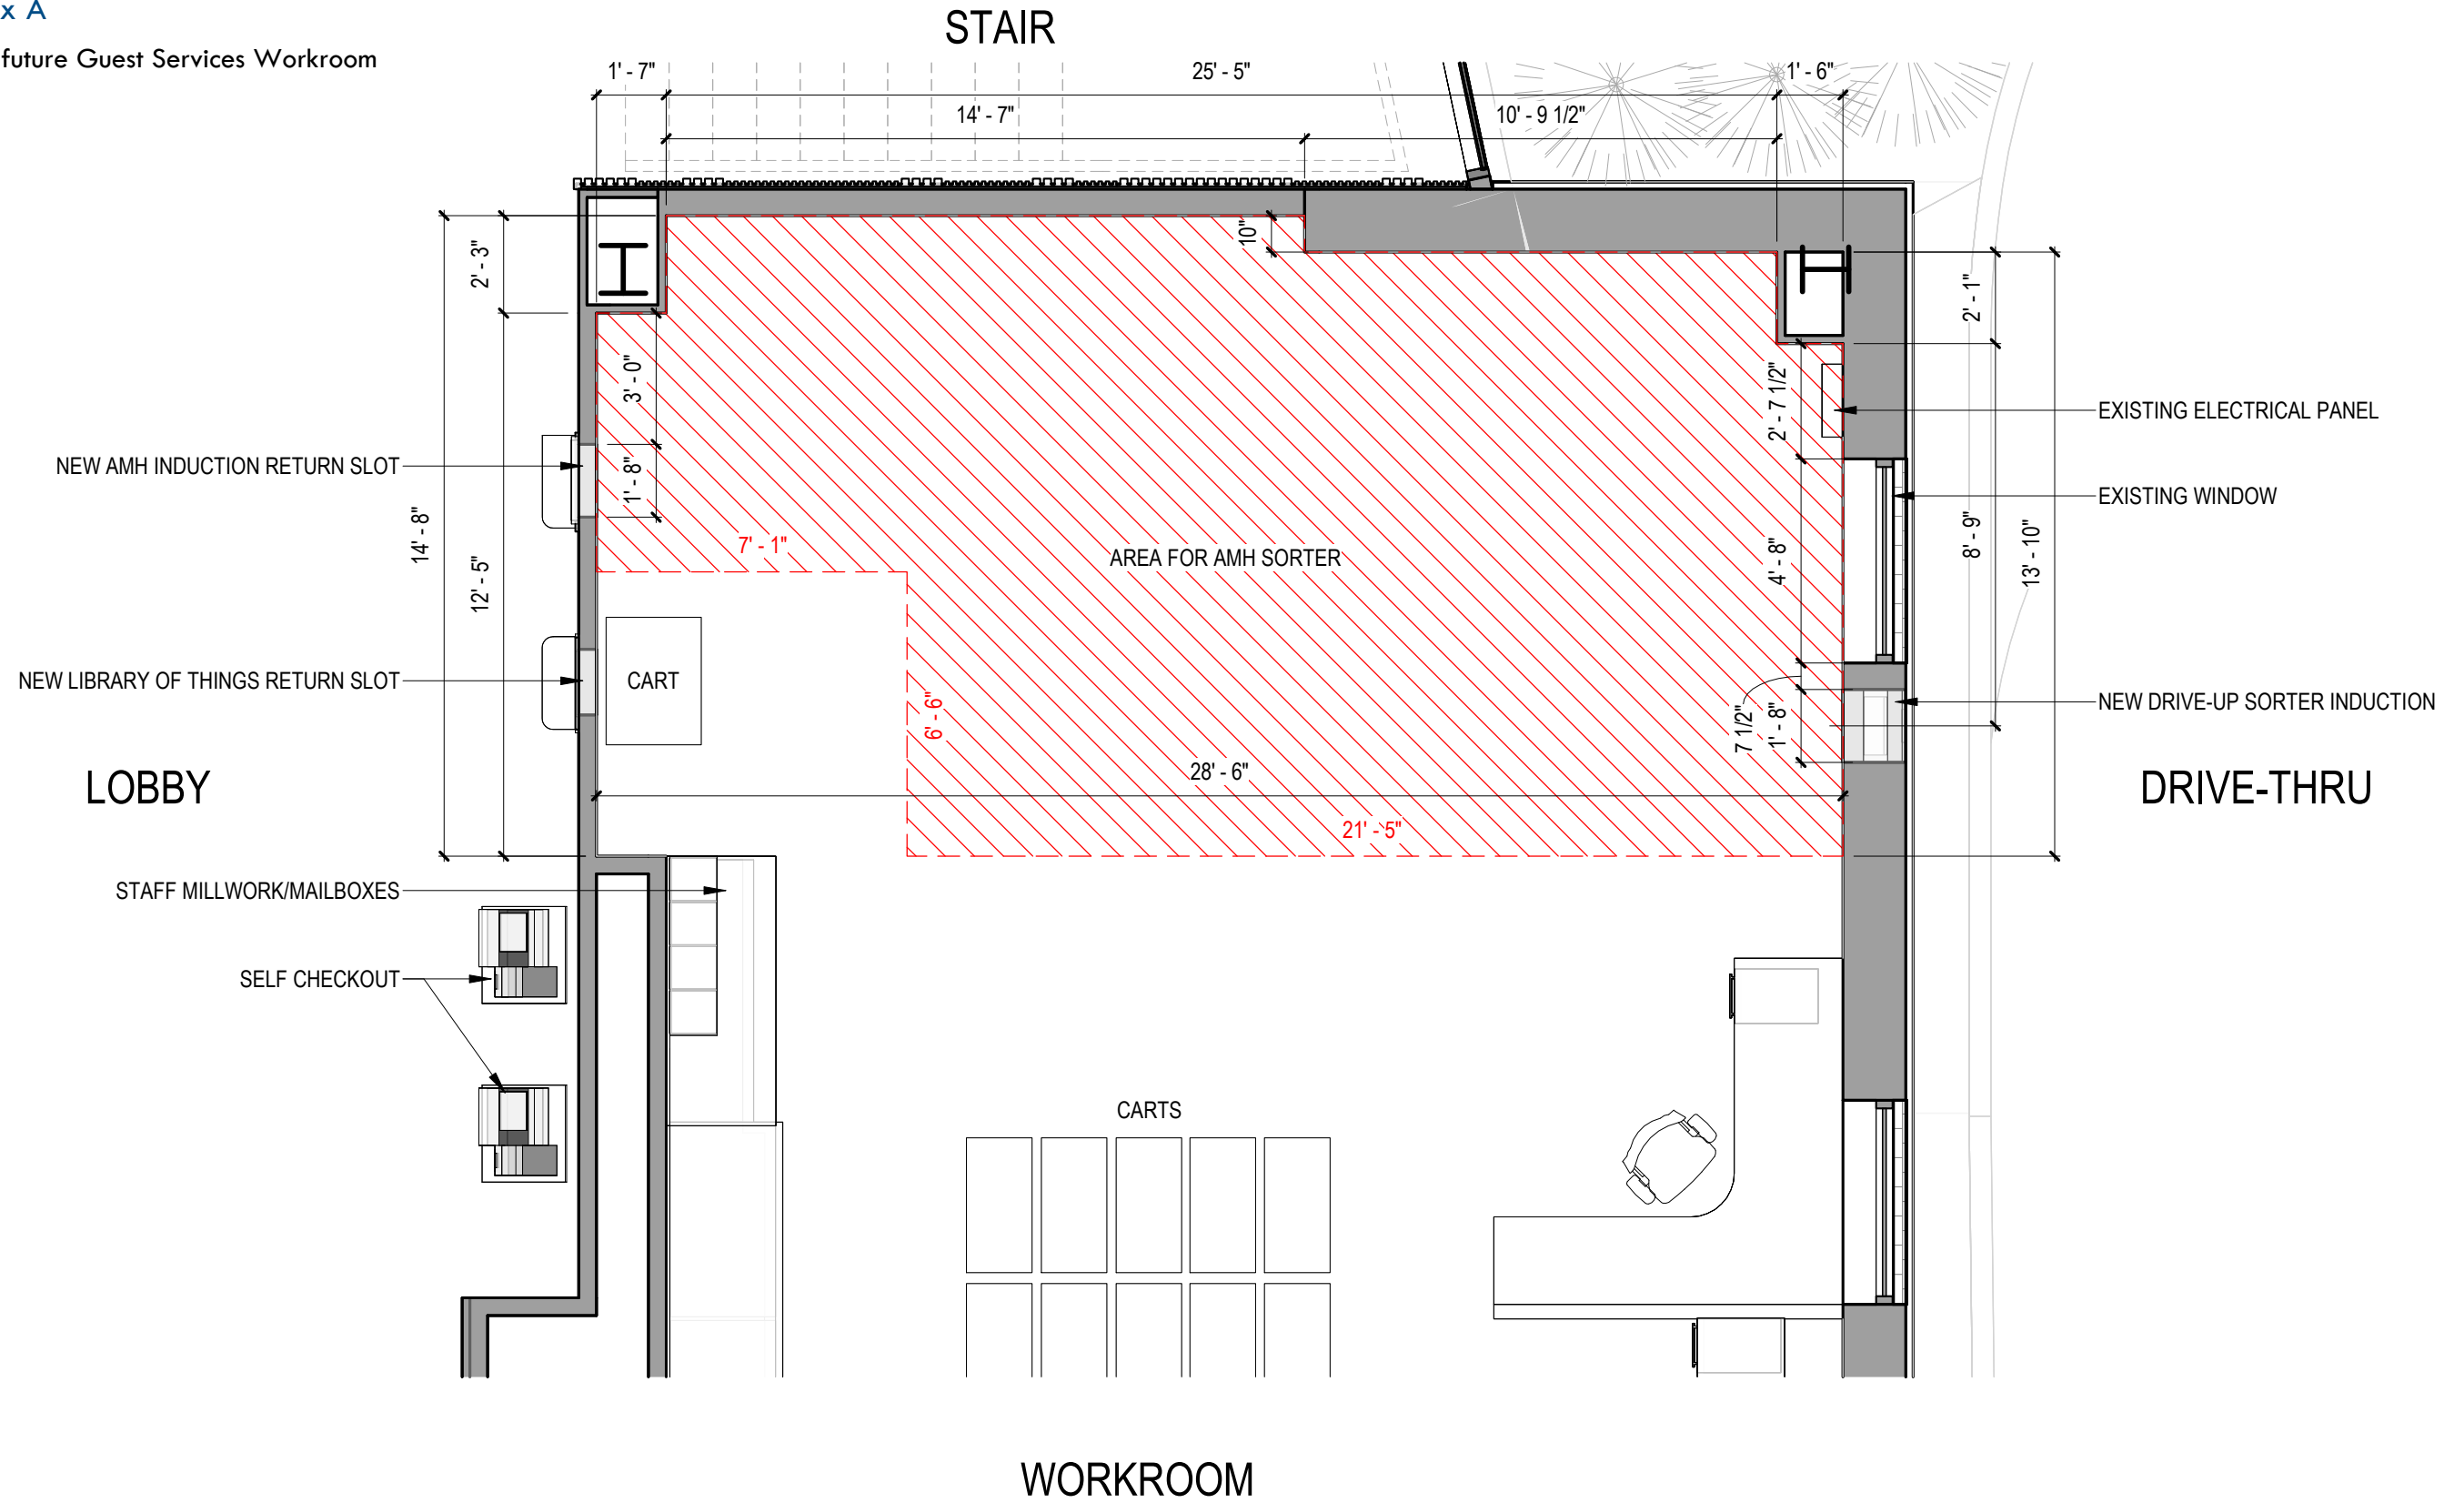 x A
future Guest Services Workroom
STAIR
1' - 7"
25' - 5"
1' - 6"
14' - 7"
10' - 9 1/2"
10"
2' - 3"
2' - 1"
3' - 0"
2' - 7 1/2"
EXISTING ELECTRICAL PANEL
NEW AMH INDUCTION RETURN SLOT
1' - 8"
EXISTING WINDOW
14' - 8"
7' - 1"
AREA FOR AMH SORTER
4' - 8"
8' - 9"
13' - 10"
12' - 5"
NEW LIBRARY OF THINGS RETURN SLOT
CART
6' - 6"
7 1/2"
1' - 8"
NEW DRIVE-UP SORTER INDUCTION
LOBBY
28' - 6"
DRIVE-THRU
21' - 5"
STAFF MILLWORK/MAILBOXES
SELF CHECKOUT
CARTS
WORKROOM